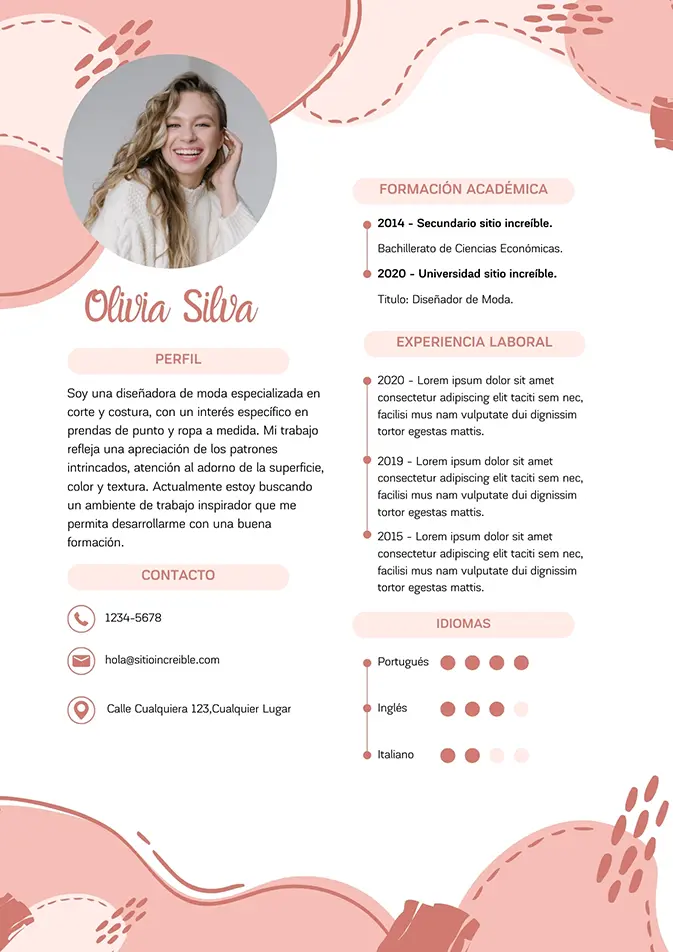 Olivia Silva
PERFIL
Soy una diseñadora de moda especializada en
corte y costura, con un interés específico en
prendas de punto y ropa a medida. Mi trabajo
refleja una apreciación de los patrones
intrincados, atención al adorno de la superficie,
color y textura. Actualmente estoy buscando
un ambiente de trabajo inspirador que me
permita desarrollarme con una buena
formación.
CONTACTO
1234-5678
hola@sitioincreible.com
Calle Cualquiera 123,Cualquier Lugar
FORMACIÓN ACADÉMICA
2014 - Secundario sitio increíble.
Bachillerato de Ciencias Económicas.
2020 - Universidad sitio increíble.
Titulo: Diseñador de Moda.
EXPERIENCIA LABORAL
2020 - Lorem ipsum dolor sit amet
consectetur adipiscing elit taciti sem nec,
facilisi mus nam vulputate dui dignissim
tortor egestas mattis.
2019 - Lorem ipsum dolor sit amet
consectetur adipiscing elit taciti sem nec,
facilisi mus nam vulputate dui dignissim
tortor egestas mattis.
2015 - Lorem ipsum dolor sit amet
consectetur adipiscing elit taciti sem nec,
facilisi mus nam vulputate dui dignissim
tortor egestas mattis.
IDIOMAS
Portugués
Inglés
Italiano